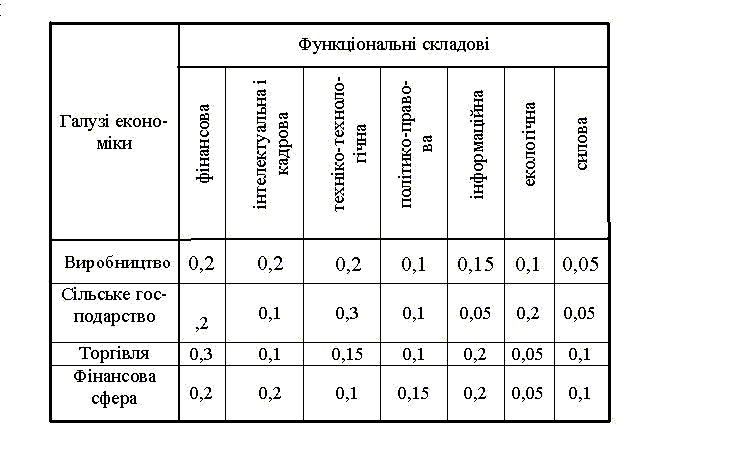 Функціональні складові
Галузі еконо-
міки
фінансова
інтелектуальна і
кадрова
техніко-техноло-
гічна
політико-право-
ва
інформаційна
екологічна
силова
Виробництво 0,2 0,2 0,2 0,1 0,15 0,1 0,05
Сільське гос-
подарство ,2 0,1 0,3 0,1 0,05 0,2 0,05
Торгівля 0,3 0,1 0,15 0,1 0,2 0,05 0,1
Фінансова
сфера 0,2 0,2 0,1 0,15 0,2 0,05 0,1